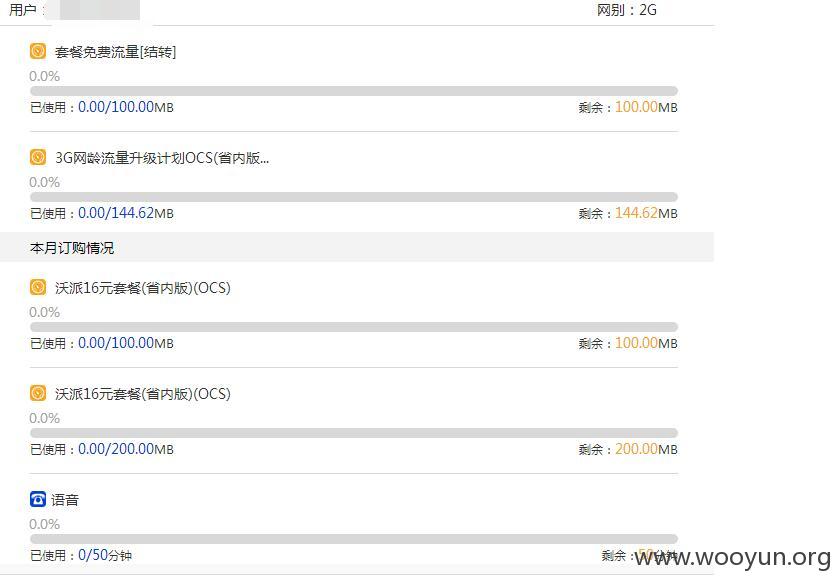 用户： 网别：2G
套餐免费流量[结转]
0.0%
已使用：0.00/100.00MB 剩余：100.00MB
3G网龄流量升级计划OCS(省内版...
0.0%
已使用：0.00/144.62MB 剩余：144.62MB
本月订购情况
沃派16元套餐(省内版)(OCS)
0.0%
已使用：0.00/100.00MB 剩余：100.00MB
沃派16元套餐(省内版)(OCS)
0.0%
已使用：0.00/200.00MB 剩余：200.00MB
语音
0.0%
已使用：0/50分钟 剩余：50分钟
www.wooyun.org